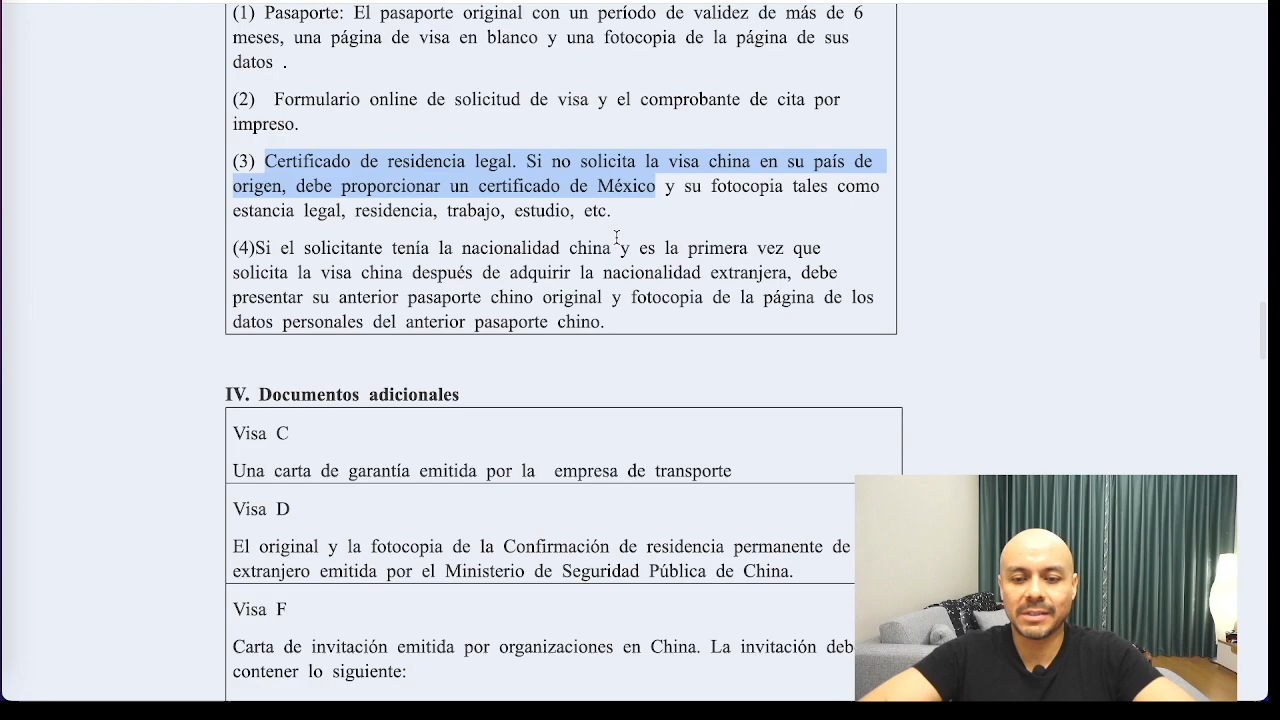 (1) Pasaporte: El pasaporte original con un período de validez de más de 6
meses, una página de visa en blanco y una fotocopia de la página de sus
datos .
(2) Formulario online de solicitud de visa y el comprobante de cita por
impreso.
(3) Certificado de residencia legal. Si no solicita la visa china en su país de
origen, debe proporcionar un certificado de México y su fotocopia tales como
estancia legal, residencia, trabajo, estudio, etc.
(4)Si el solicitante tenía la nacionalidad china y es la primera vez que
solicita la visa china después de adquirir la nacionalidad extranjera, debe
presentar su anterior pasaporte chino original y fotocopia de la página de los
datos personales del anterior pasaporte chino.
IV. Documentos adicionales
Visa C
Una carta de garantía emitida por la empresa de transporte
Visa D
El original y la fotocopia de la Confirmación de residencia permanente de
extranjero emitida por el Ministerio de Seguridad Pública de China.
Visa F
Carta de invitación emitida por organizaciones en China. La invitación deb
contener lo siguiente: